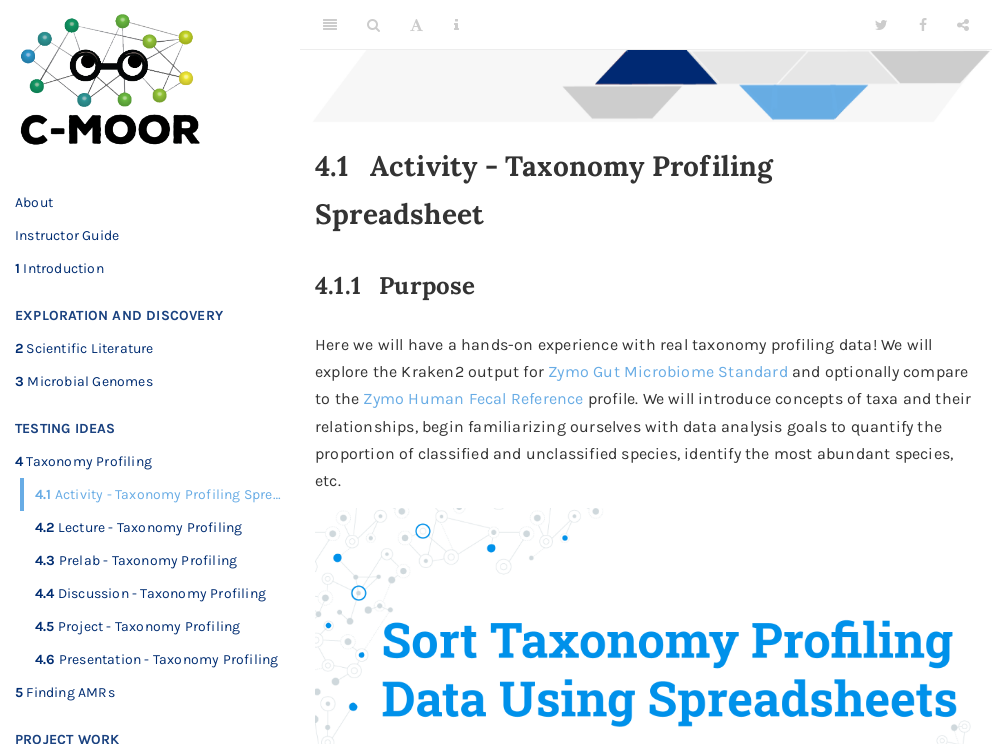 C-MOOR
About
Instructor Guide
1 Introduction
EXPLORATION AND DISCOVERY
2 Scientific Literature
3 Microbial Genomes
TESTING IDEAS
4 Taxonomy Profiling
4.1 Activity - Taxonomy Profiling Spre...
4.2 Lecture - Taxonomy Profiling
4.3 Prelab - Taxonomy Profiling
4.4 Discussion - Taxonomy Profiling
4.5 Project - Taxonomy Profiling
4.6 Presentation - Taxonomy Profiling
5 Finding AMRs
PROJECT WORK
4.1 Activity - Taxonomy Profiling
Spreadsheet
4.1.1 Purpose
Here we will have a hands-on experience with real taxonomy profiling data! We will
explore the Kraken2 output for Zymo Gut Microbiome Standard and optionally compare
to the Zymo Human Fecal Reference profile. We will introduce concepts of taxa and their
relationships, begin familiarizing ourselves with data analysis goals to quantify the
proportion of classified and unclassified species, identify the most abundant species,
etc.
Sort Taxonomy Profiling
Data Using Spreadsheets